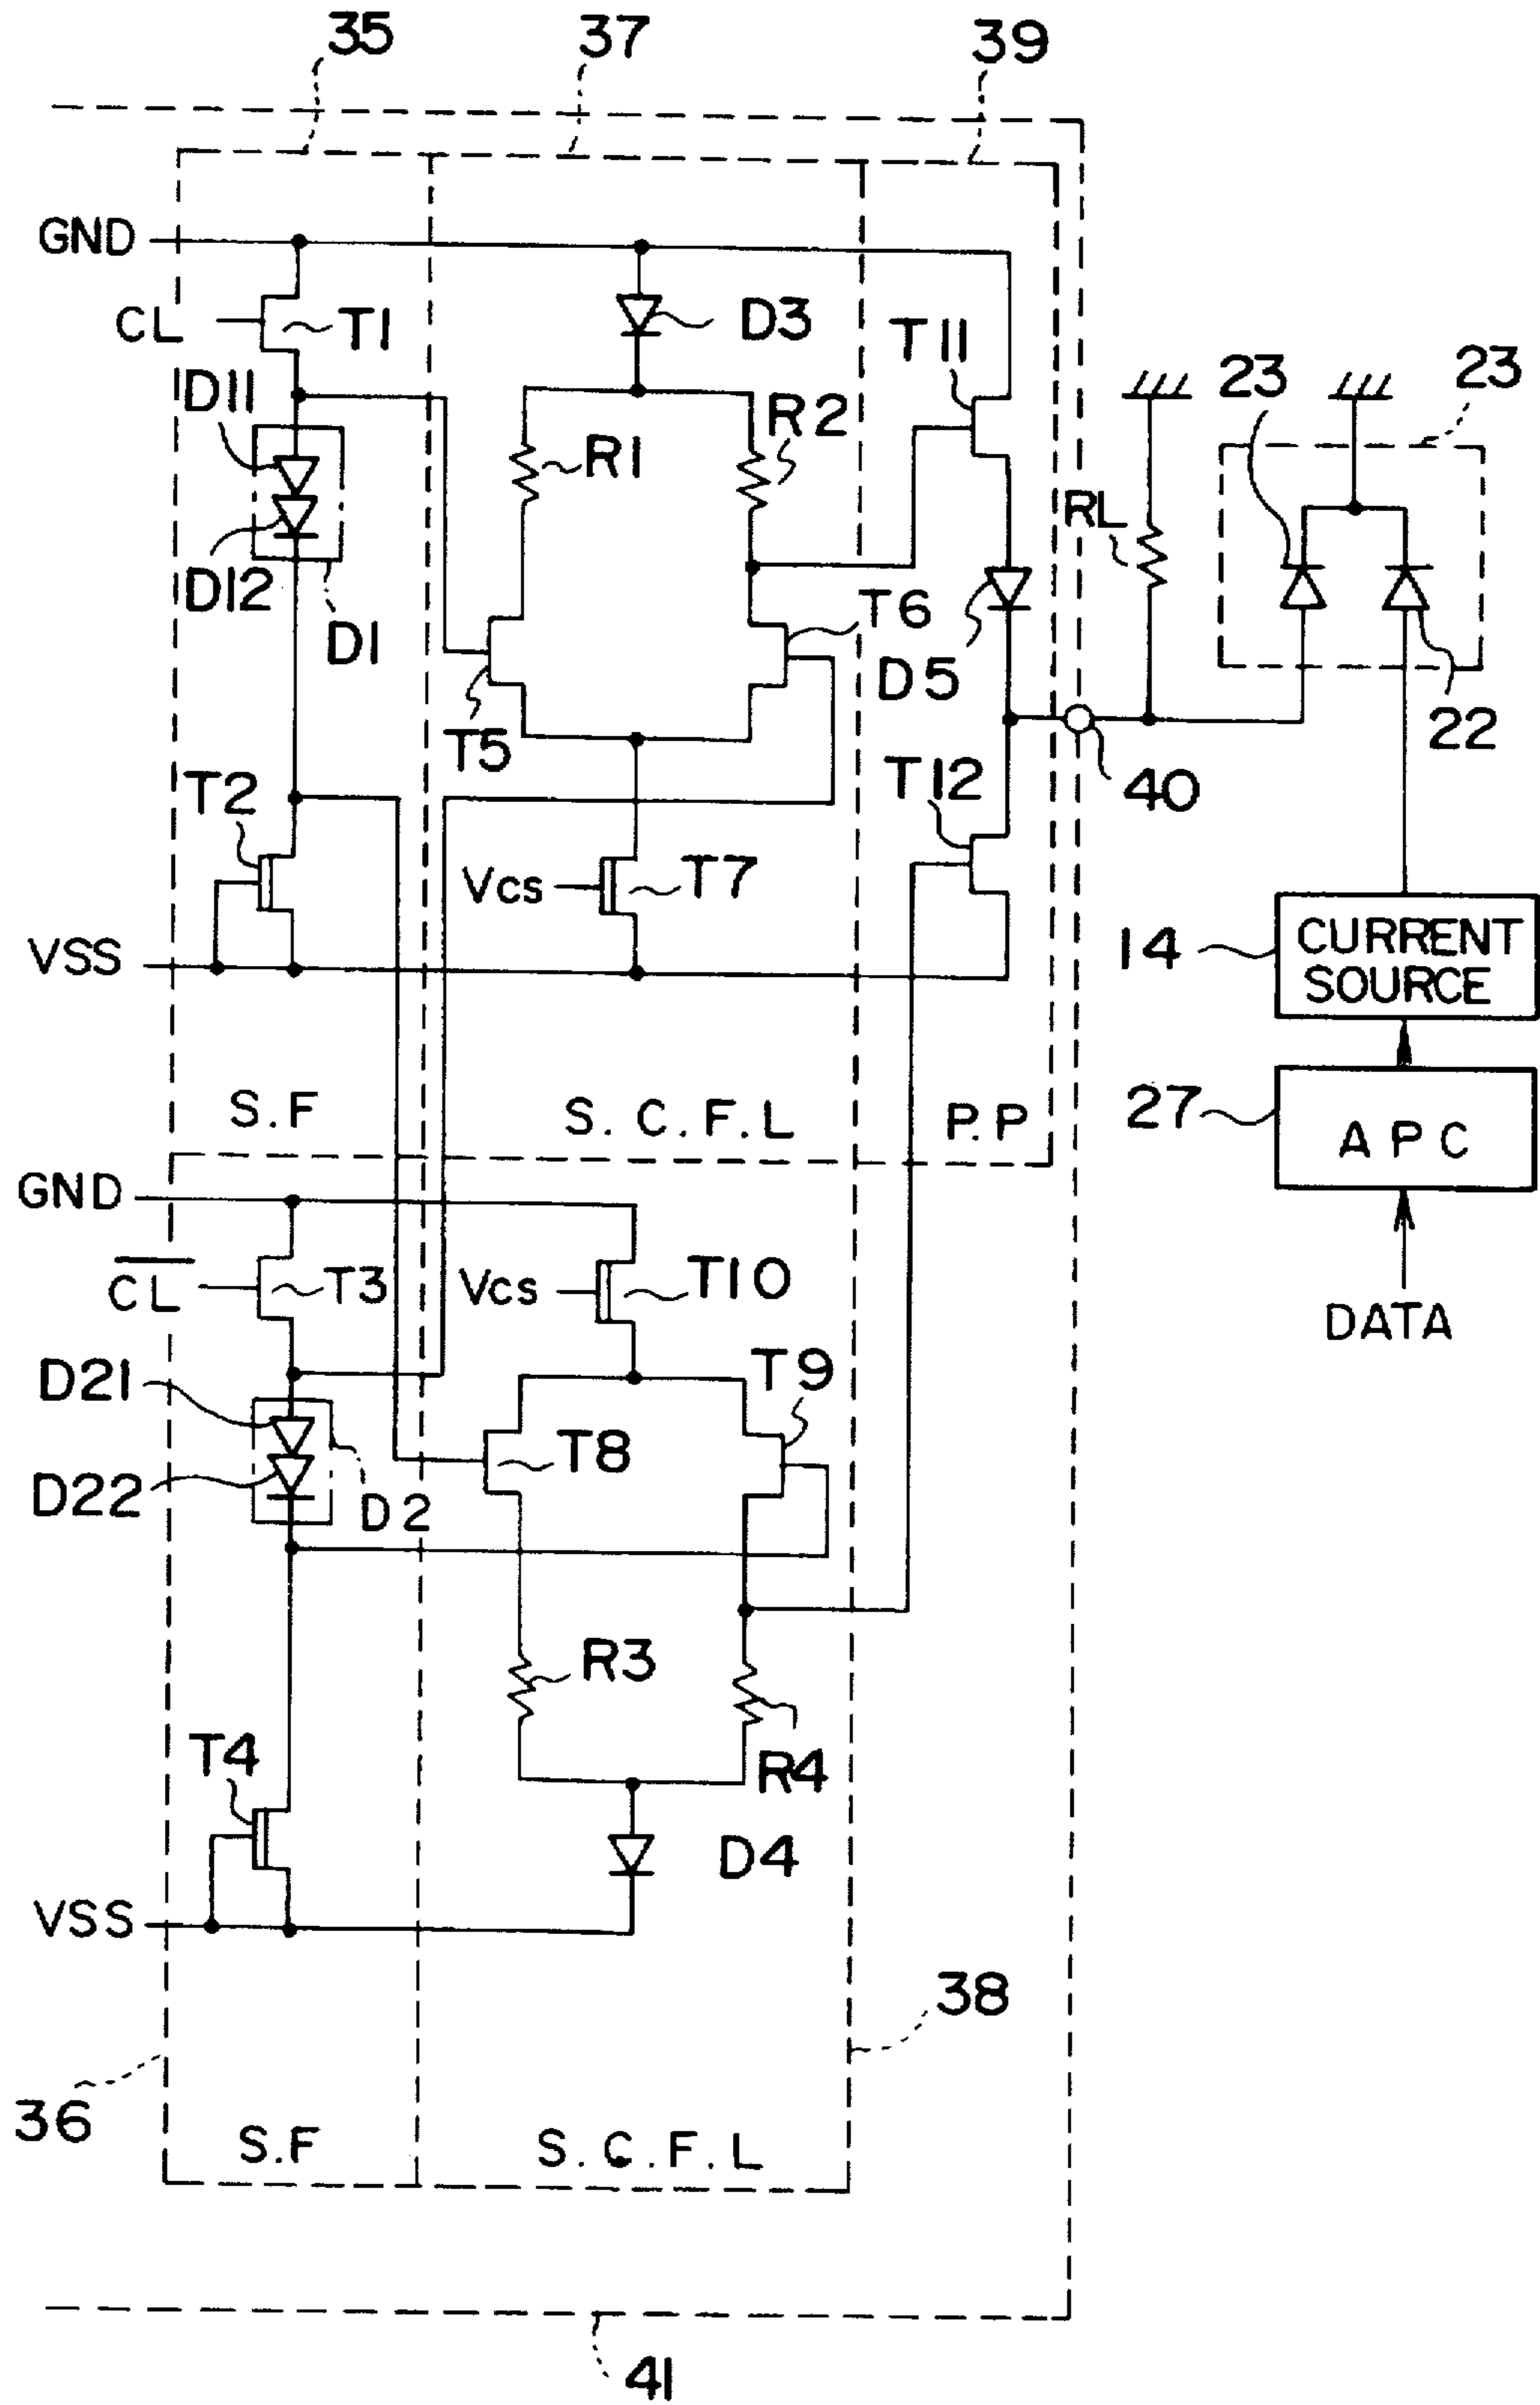 35
37
39
GND
CL
T1
D3
T11
23
23
D11
R1
R2
RL
D12
D1
T6
D5
T5
22
T2
T12
40
Vcs
T7
VSS
14
CURRENT
SOURCE
27
APC
S.F
S.C.F.L
P.P
GND
C̅L̅
T3
Vcs
T10
DATA
D21
T9
T8
D22
D2
R3
T4
R4
D4
VSS
38
36
S.F
S.C.F.L
41